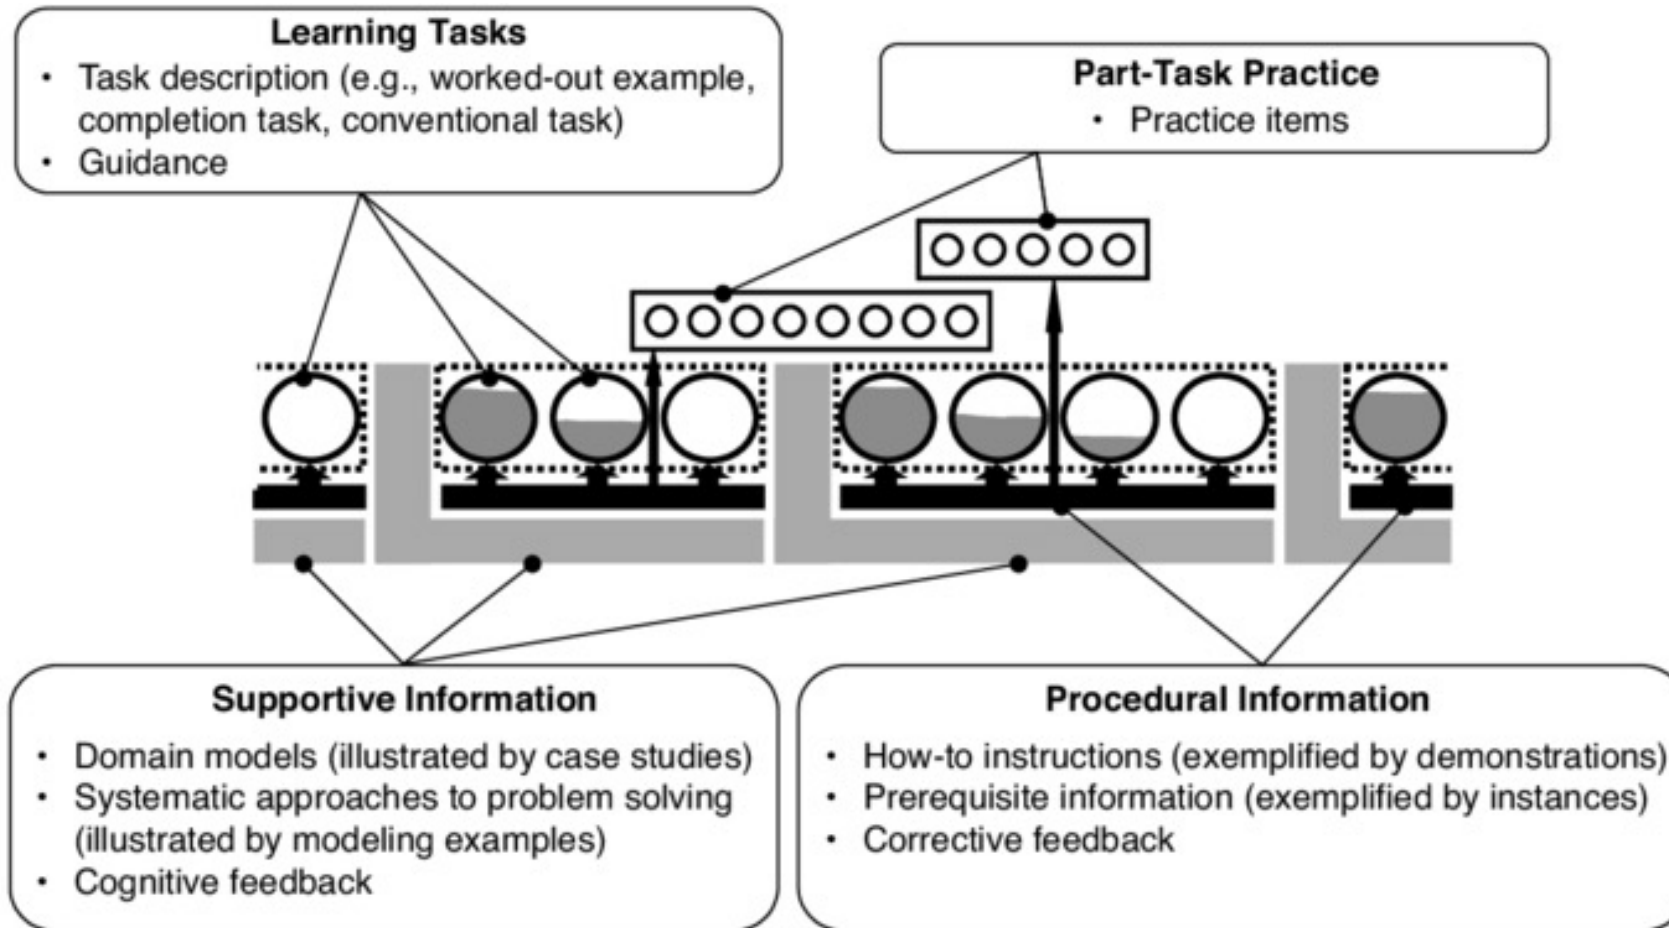 Learning Tasks
• Task description (e.g., worked-out example,
completion task, conventional task)
• Guidance
Part-Task Practice
• Practice items
Supportive Information
• Domain models (illustrated by case studies)
• Systematic approaches to problem solving
(illustrated by modeling examples)
• Cognitive feedback
Procedural Information
• How-to instructions (exemplified by demonstrations)
• Prerequisite information (exemplified by instances)
• Corrective feedback